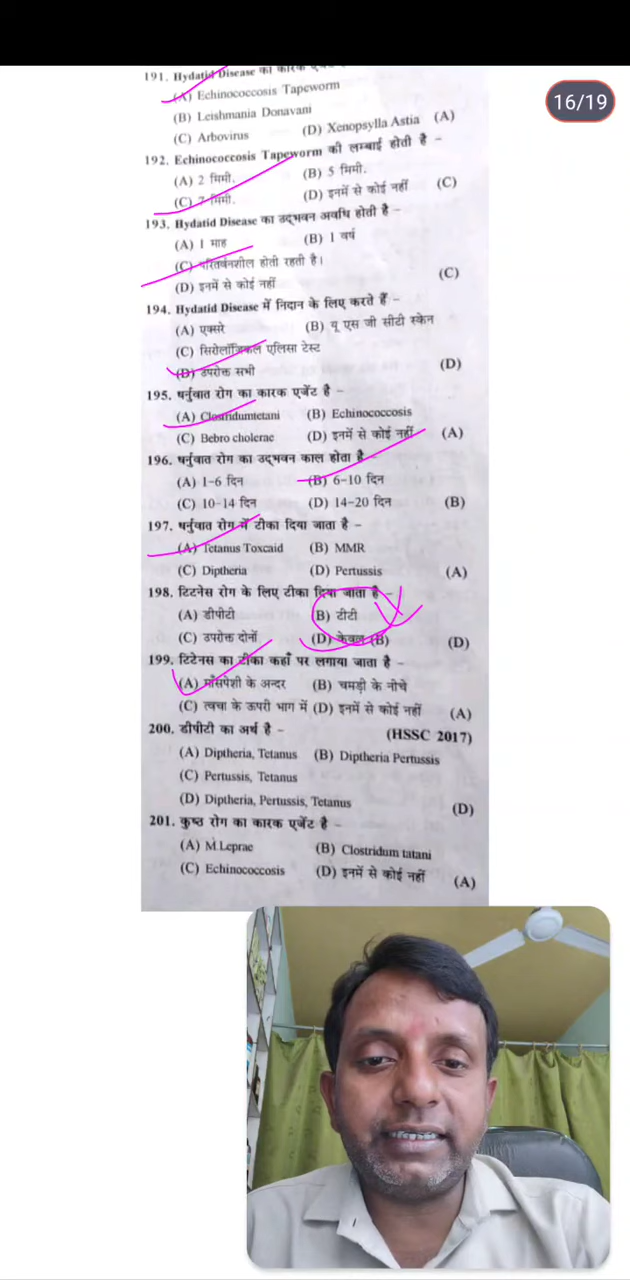 16/19
191. Hydatid Disease का कारक
(A) Echinococcosis Tapeworm
(B) Leishmania Donavani
(C) Arbovirus (D) Xenopsylla Astia (A)
192. Echinococcosis Tapeworm की लम्बाई होती है –
(A) 2 मिमी. (B) 5 मिमी.
(C) 7 मिमी. (D) इनमें से कोई नहीं (C)
193. Hydatid Disease का उद्भवन अवधि होती है –
(A) 1 माह (B) 1 वर्ष
(C) परिवर्तनशील होती रहती है।
(D) इनमें से कोई नहीं (C)
194. Hydatid Disease में निदान के लिए करते हैं –
(A) एक्सरे (B) यू एस जी सीटी स्केन
(C) सिरोलॉजिकल एलिसा टेस्ट
(D) उपरोक्त सभी (D)
195. धर्नुवात रोग का कारक एजेंट है –
(A) Clostridumtetani (B) Echinococcosis
(C) Bebro cholerae (D) इनमें से कोई नहीं (A)
196. धर्नुवात रोग का उद्भवन काल होता है –
(A) 1-6 दिन (B) 6-10 दिन
(C) 10-14 दिन (D) 14-20 दिन (B)
197. धर्नुवात रोग में टीका दिया जाता है –
(A) Tetanus Toxcaid (B) MMR
(C) Diptheria (D) Pertussis (A)
198. टिटनेस रोग के लिए टीका दिया जाता है –
(A) डीपीटी (B) टीटी
(C) उपरोक्त दोनों (D) केवल (B) (D)
199. टिटेनस का टीका कहाँ पर लगाया जाता है –
(A) माँसपेशी के अन्दर (B) चमड़ी के नीचे
(C) त्वचा के ऊपरी भाग में (D) इनमें से कोई नहीं (A)
200. डीपीटी का अर्थ है – (HSSC 2017)
(A) Diptheria, Tetanus (B) Diptheria Pertussis
(C) Pertussis, Tetanus
(D) Diptheria, Pertussis, Tetanus (D)
201. कुष्ठ रोग का कारक एजेंट है –
(A) M.Leprae (B) Clostridum tatani
(C) Echinococcosis (D) इनमें से कोई नहीं (A)